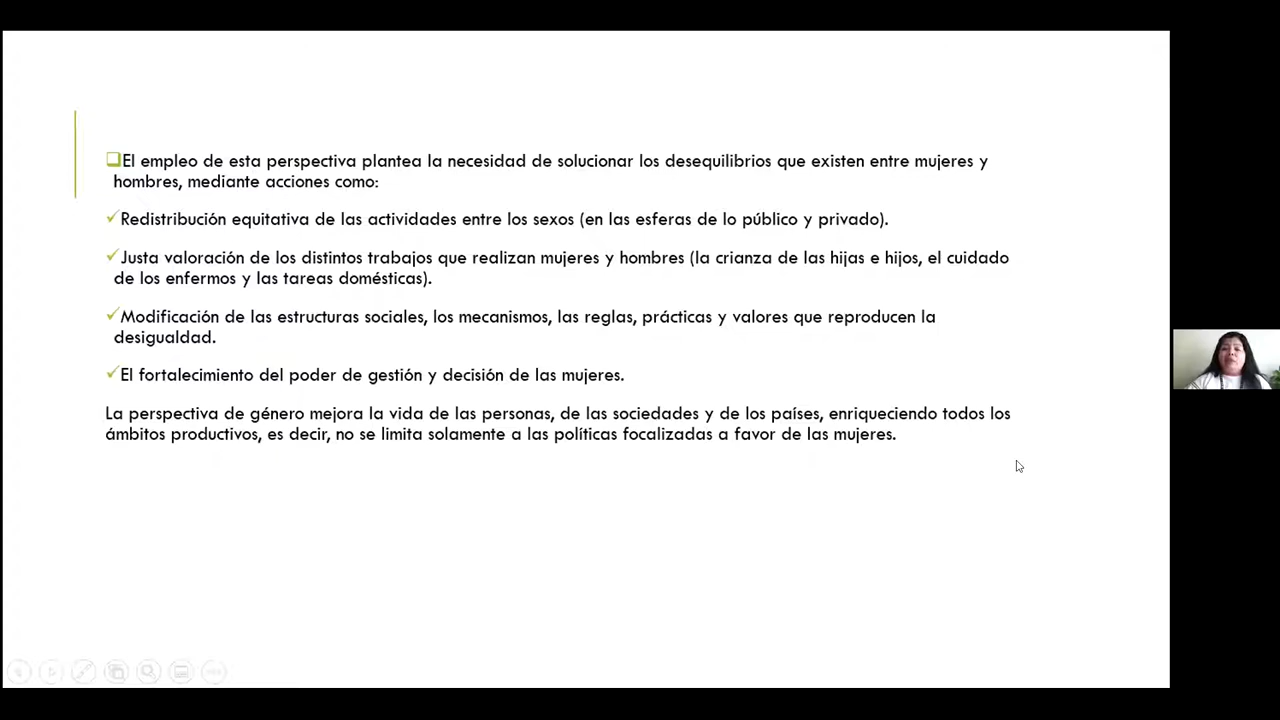 El empleo de esta perspectiva plantea la necesidad de solucionar los desequilibrios que existen entre mujeres y
hombres, mediante acciones como:
Redistribución equitativa de las actividades entre los sexos (en las esferas de lo público y privado).
Justa valoración de los distintos trabajos que realizan mujeres y hombres (la crianza de las hijas e hijos, el cuidado
de los enfermos y las tareas domésticas).
Modificación de las estructuras sociales, los mecanismos, las reglas, prácticas y valores que reproducen la
desigualdad.
El fortalecimiento del poder de gestión y decisión de las mujeres.
La perspectiva de género mejora la vida de las personas, de las sociedades y de los países, enriqueciendo todos los
ámbitos productivos, es decir, no se limita solamente a las políticas focalizadas a favor de las mujeres.